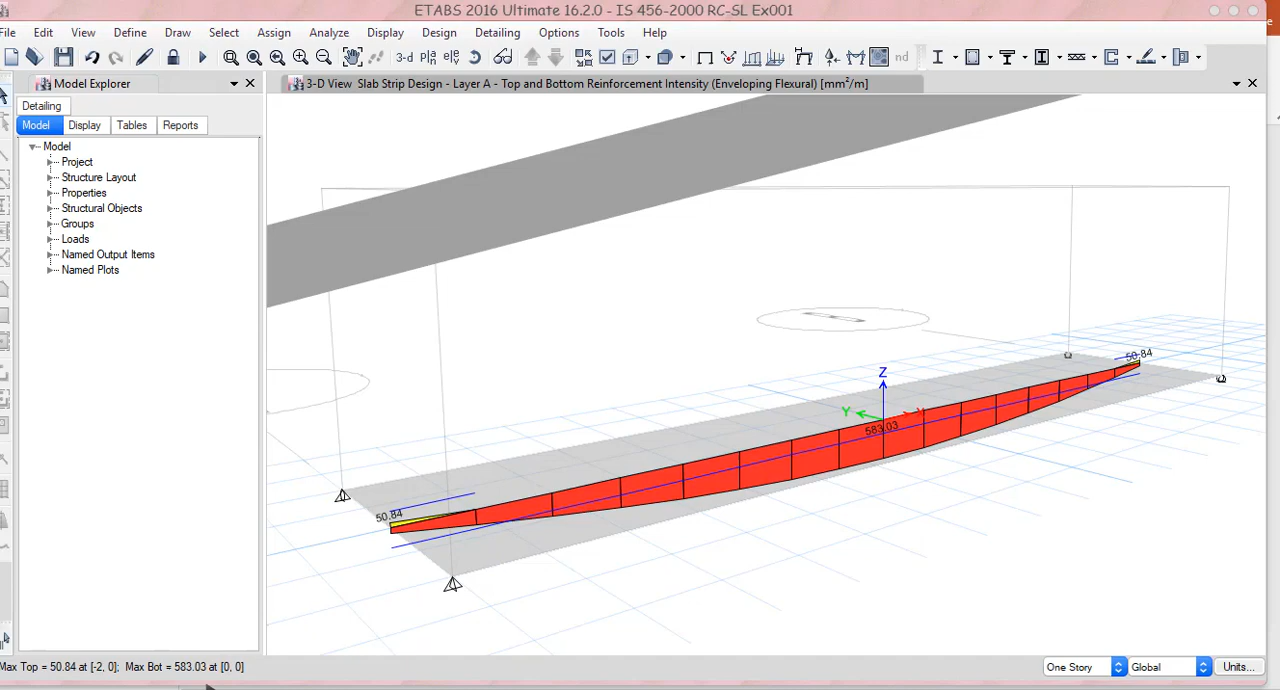 ETABS 2016 Ultimate 16.2.0 - IS 456-2000 RC-SL Ex001
File Edit View Define Draw Select Assign Analyze Display Design Detailing Options Tools Help
3-d nd
Model Explorer
3-D View Slab Strip Design - Layer A - Top and Bottom Reinforcement Intensity (Enveloping Flexural) [mm²/m]
Detailing
Model Display Tables Reports
Model
Project
Structure Layout
Properties
Structural Objects
Groups
Loads
Named Output Items
Named Plots
50.84
Z
Y X
583.03
50.84
Max Top = 50.84 at [-2, 0]; Max Bot = 583.03 at [0, 0]
One Story Global Units...